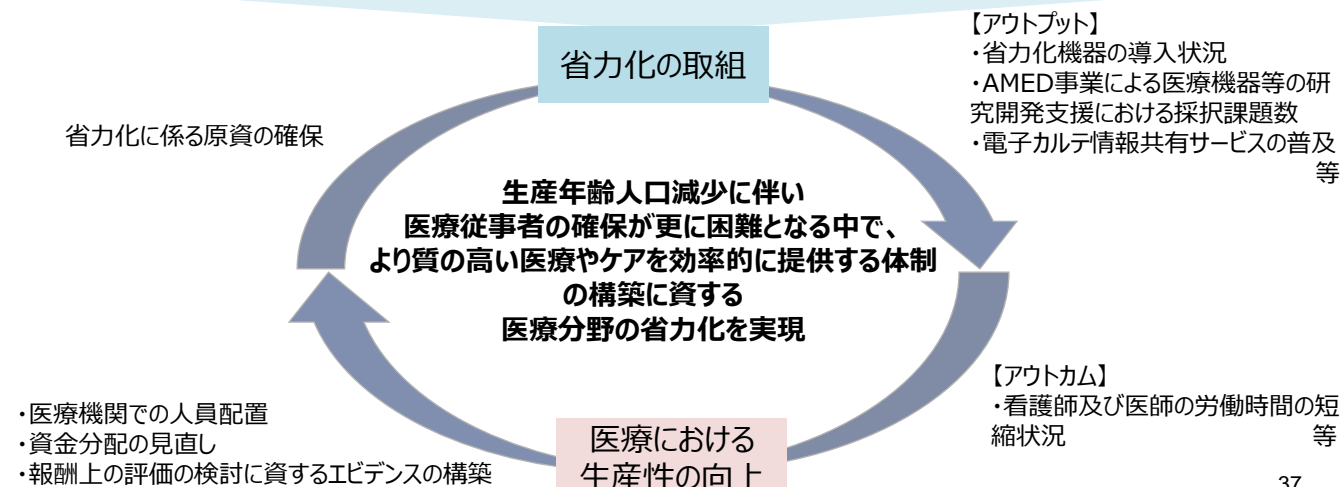 省力化の取組
【アウトプット】
・省力化機器の導入状況
・AMED事業による医療機器等の研
究開発支援における採択課題数
・電子カルテ情報共有サービスの普及
等
省力化に係る原資の確保
生産年齢人口減少に伴い
医療従事者の確保が更に困難となる中で、
より質の高い医療やケアを効率的に提供する体制
の構築に資する
医療分野の省力化を実現
【アウトカム】
・看護師及び医師の労働時間の短
縮状況 等
・医療機関での人員配置
・資金分配の見直し
・報酬上の評価の検討に資するエビデンスの構築
医療における
生産性の向上
37